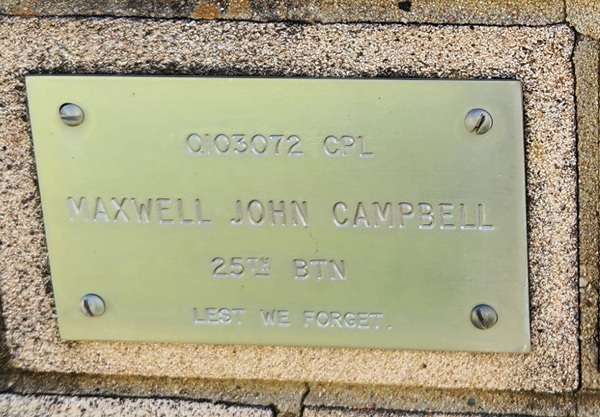 Q103072 CPL
MAXWELL JOHN CAMPBELL
25TH BTN
LEST WE FORGET.